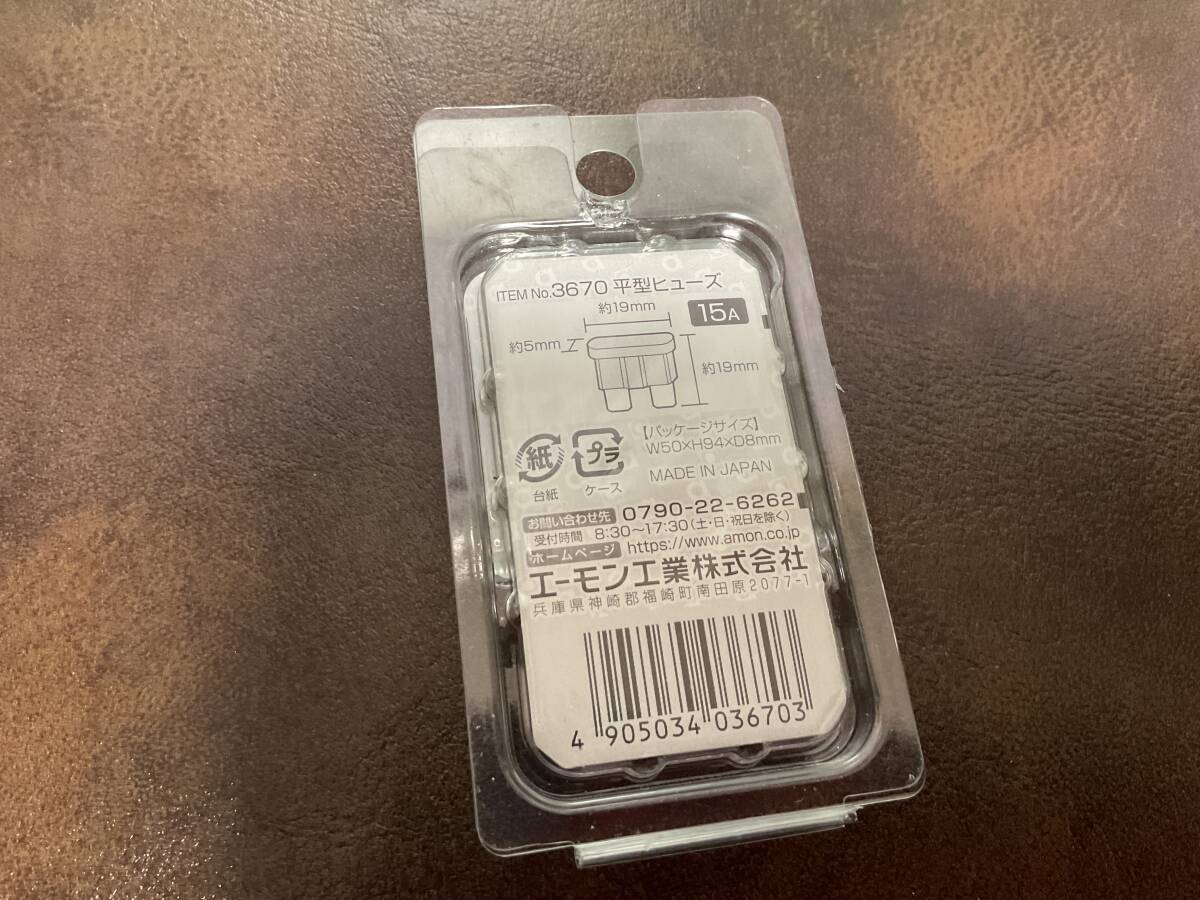 ITEM No.3670 平型ヒューズ
約19mm
15A
約5mm
約19mm
【パッケージサイズ】
W50×H94×D8mm
紙
プラ
台紙
ケース
MADE IN JAPAN
お問い合わせ先 0790-22-6262
受付時間 8:30～17:30(土・日・祝日を除く)
ホームページ https://www.amon.co.jp
エーモン工業株式会社
兵庫県神崎郡福崎町南田原2077-1
4 905034 036703